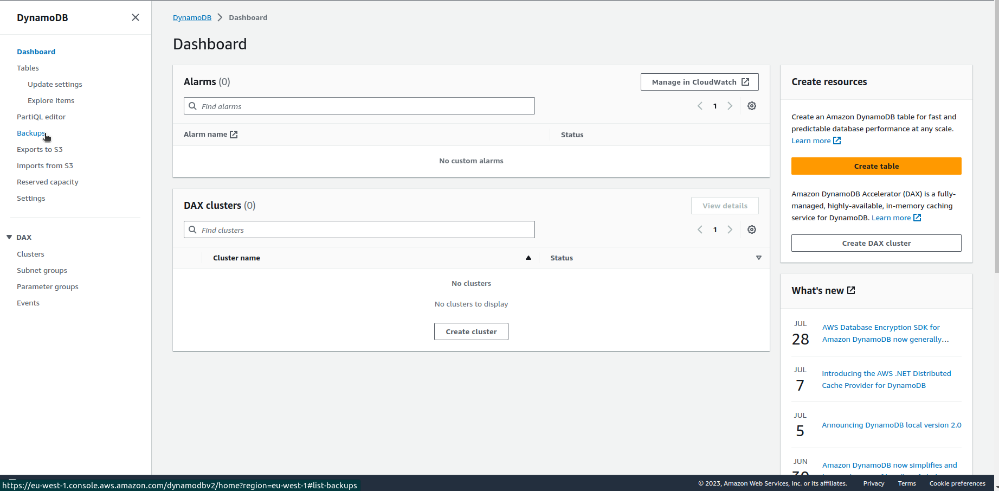 DynamoDB
Dashboard
Tables
Update settings
Explore items
PartiQL editor
Backups
Exports to S3
Imports from S3
Reserved capacity
Settings
DAX
Clusters
Subnet groups
Parameter groups
Events
DynamoDB Dashboard
Dashboard
Alarms (0)
Manage in CloudWatch
Find alarms
1
Alarm name Status
No custom alarms
DAX clusters (0)
View details
Find clusters
1
Cluster name Status
No clusters
No clusters to display
Create cluster
Create resources
Create an Amazon DynamoDB table for fast and
predictable database performance at any scale.
Learn more
Create table
Amazon DynamoDB Accelerator (DAX) is a fully-
managed, highly-available, in-memory caching
service for DynamoDB. Learn more
Create DAX cluster
What's new
JUL
28
AWS Database Encryption SDK for
Amazon DynamoDB now generally...
JUL
7
Introducing the AWS .NET Distributed
Cache Provider for DynamoDB
JUL
5
Announcing DynamoDB local version 2.0
JUN
Amazon DynamoDB now simplifies and
https://eu-west-1.console.aws.amazon.com/dynamodbv2/home?region=eu-west-1#list-backups
© 2023, Amazon Web Services, Inc. or its affiliates. Privacy Terms Cookie preferences